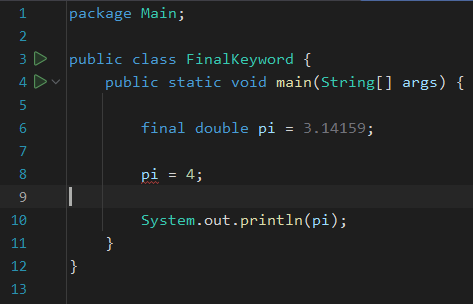 1 package Main;
2
3 public class FinalKeyword {
4 public static void main(String[] args) {
5
6 final double pi = 3.14159;
7
8 pi = 4;
9
10 System.out.println(pi);
11 }
12 }
13